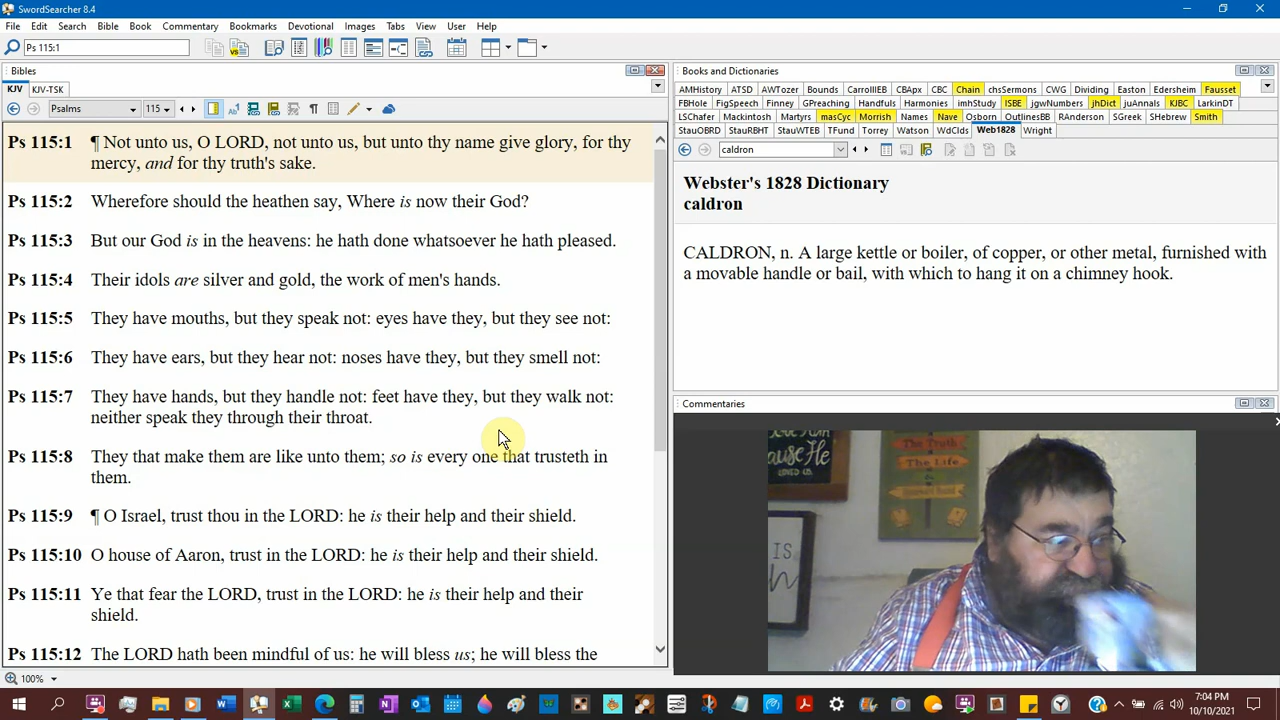 SwordSearcher 8.4
File Edit Search Bible Book Commentary Bookmarks Devotional Images Tabs View User Help
Ps 115:1
Bibles
KJV KJV-TSK
Psalms 115
Ps 115:1 ¶ Not unto us, O LORD, not unto us, but unto thy name give glory, for thy
mercy, and for thy truth's sake.
Ps 115:2 Wherefore should the heathen say, Where is now their God?
Ps 115:3 But our God is in the heavens: he hath done whatsoever he hath pleased.
Ps 115:4 Their idols are silver and gold, the work of men's hands.
Ps 115:5 They have mouths, but they speak not: eyes have they, but they see not:
Ps 115:6 They have ears, but they hear not: noses have they, but they smell not:
Ps 115:7 They have hands, but they handle not: feet have they, but they walk not:
neither speak they through their throat.
Ps 115:8 They that make them are like unto them; so is every one that trusteth in
them.
Ps 115:9 ¶ O Israel, trust thou in the LORD: he is their help and their shield.
Ps 115:10 O house of Aaron, trust in the LORD: he is their help and their shield.
Ps 115:11 Ye that fear the LORD, trust in the LORD: he is their help and their
shield.
Ps 115:12 The LORD hath been mindful of us: he will bless us; he will bless the
100%
Books and Dictionaries
AMHistory ATSD AWTozer Bounds CarrollEIB CBApx CBC Chain chsSermons CWG Dividing Easton Edersheim Fausset
FBHole FigSpeech Finney GPreaching Handfuls Harmonies imhStudy ISBE jgwNumbers jhDict juAnnals KJBC LarkinDT
LSChafer Mackintosh Martyrs masCyc Morrish Names Nave Osborn OutlinesBB RAnderson SGreek SHebrew Smith
StauOBRD StauRBHT StauWTEB TFund Torrey Watson WdClds Web1828 Wright
caldron
Webster's 1828 Dictionary
caldron
CALDRON, n. A large kettle or boiler, of copper, or other metal, furnished with
a movable handle or bail, with which to hang it on a chimney hook.
Commentaries
cause He
LOVED US.
The Truth
The Life
IS
7:04 PM
10/10/2021